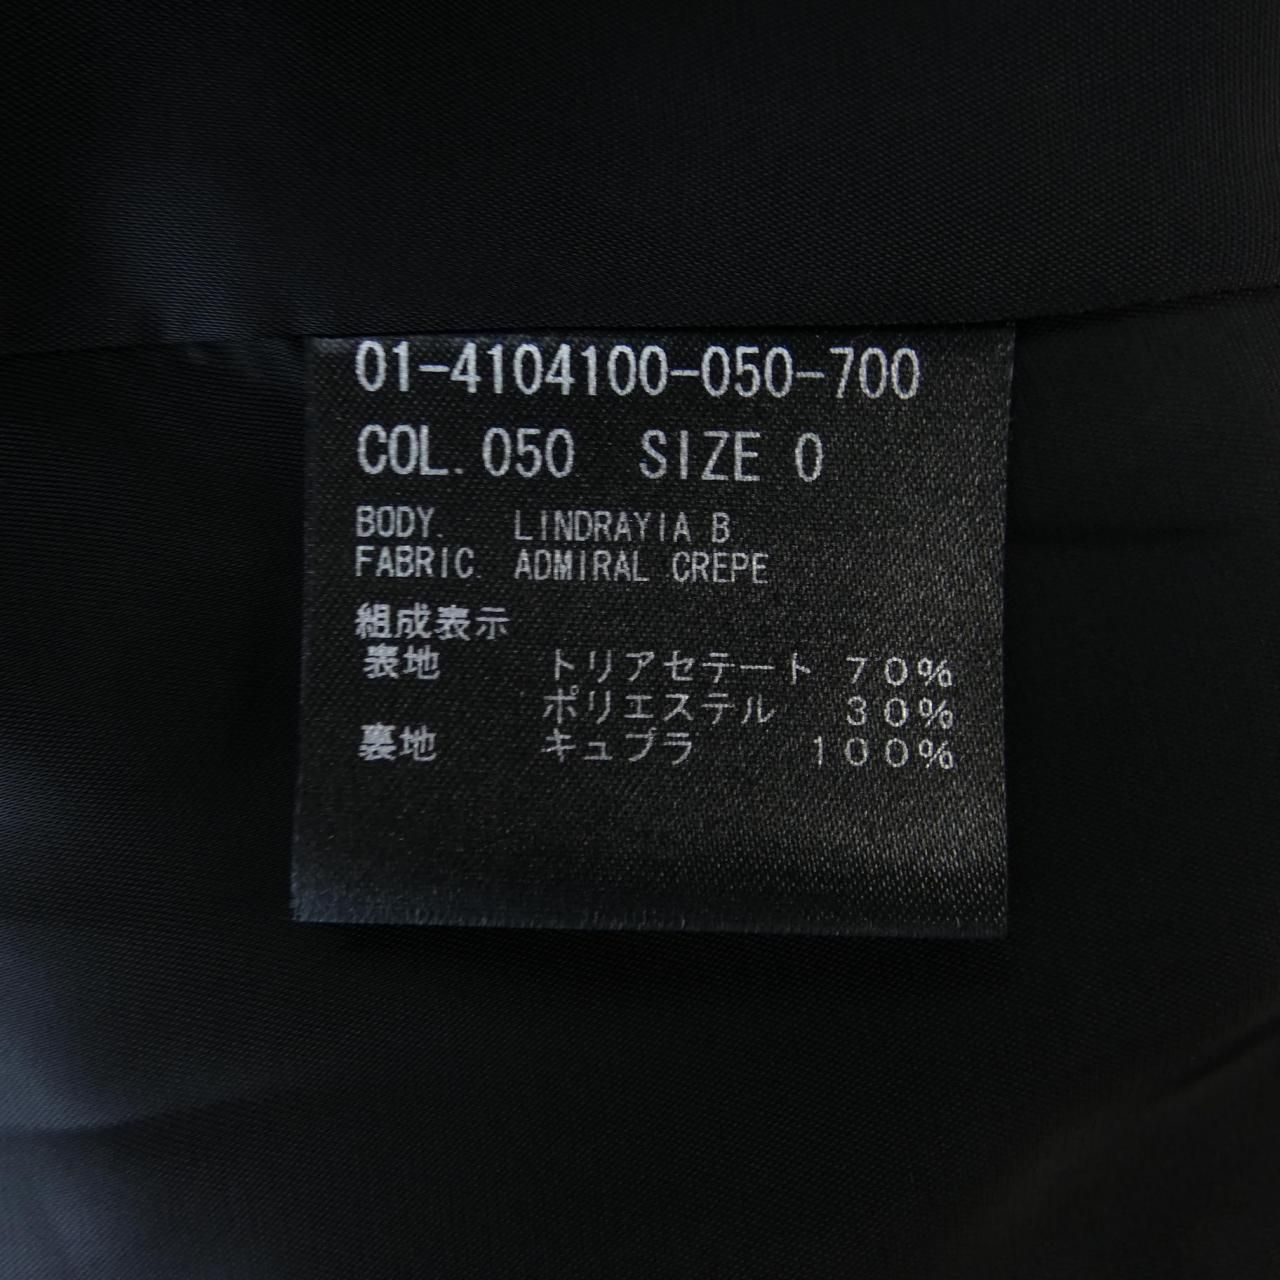 01-4104100-050-700
COL. 050 SIZE 0
BODY. LINDRAYIA B
FABRIC. ADMIRAL CREPE
組成表示
表地 トリアセテート 70%
ポリエステル 30%
裏地 キュプラ 100%